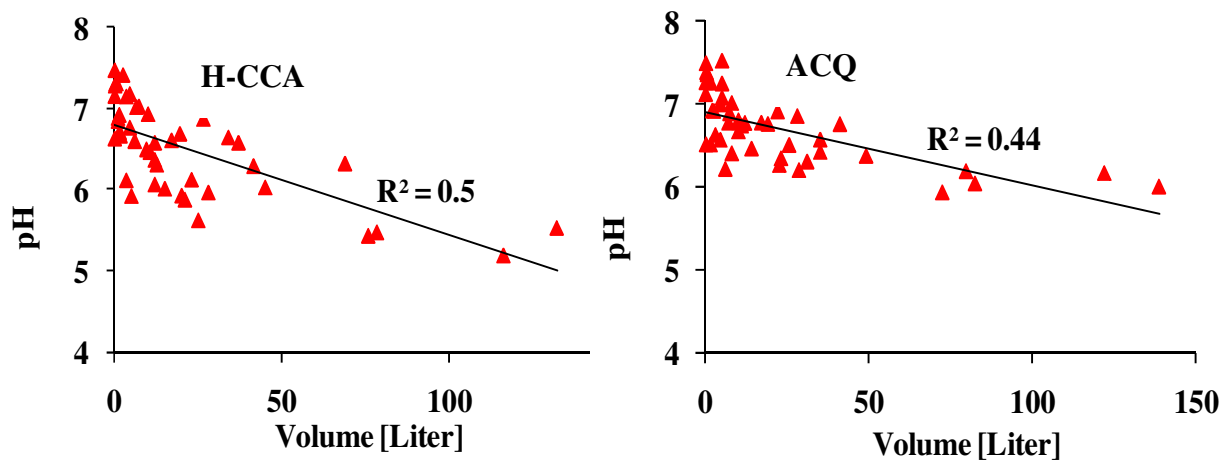 8
7
6
5
4
pH
H-CCA
R² = 0.5
0
50
100
Volume [Liter]
8
7
6
5
4
pH
ACQ
R² = 0.44
0
50
100
150
Volume [Liter]